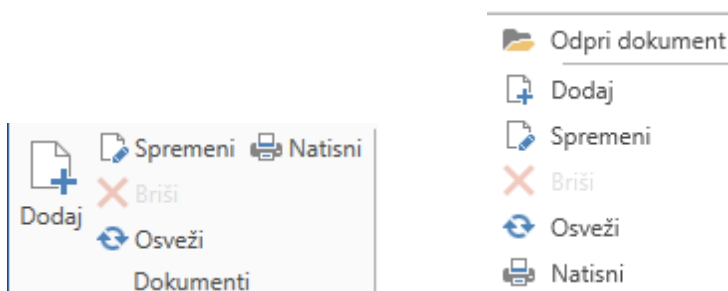 Spremeni Natisni
Briši
Dodaj
Osveži
Dokumenti
Odpri dokument
Dodaj
Spremeni
Briši
Osveži
Natisni